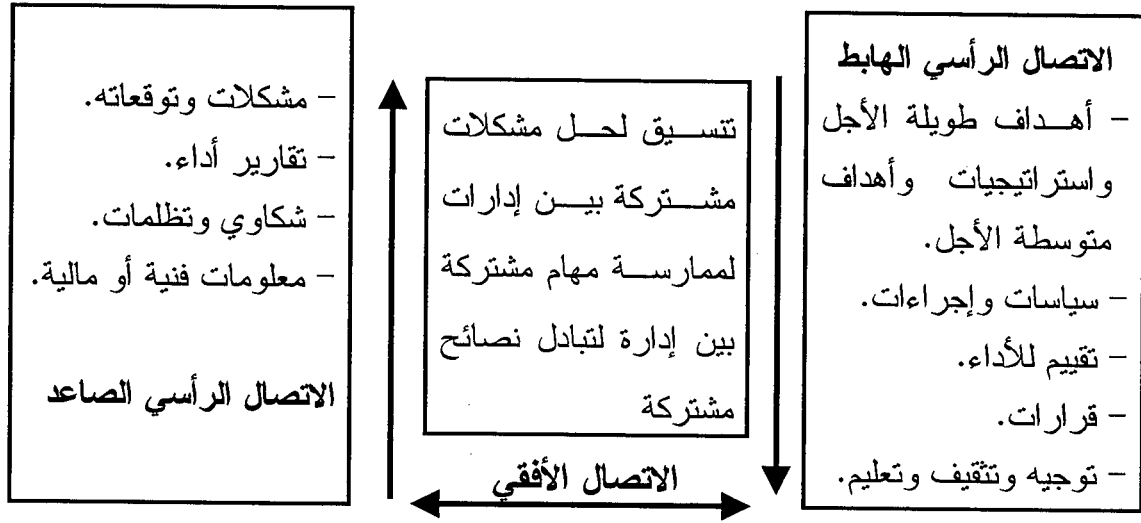 الاتصال الرأسي الهابط
– أهداف طويلة الأجل
واستراتيجيات وأهداف
متوسطة الأجل.
– سياسات وإجراءات.
– تقييم للأداء.
– قرارات.
– توجيه وتثقيف وتعليم.
تنسيق لحل مشكلات
مشتركة بين إدارات
لممارسة مهام مشتركة
بين إدارة لتبادل نصائح
مشتركة
الاتصال الأفقي
– مشكلات وتوقعاته.
– تقارير أداء.
– شكاوي وتظلمات.
– معلومات فنية أو مالية.
الاتصال الرأسي الصاعد